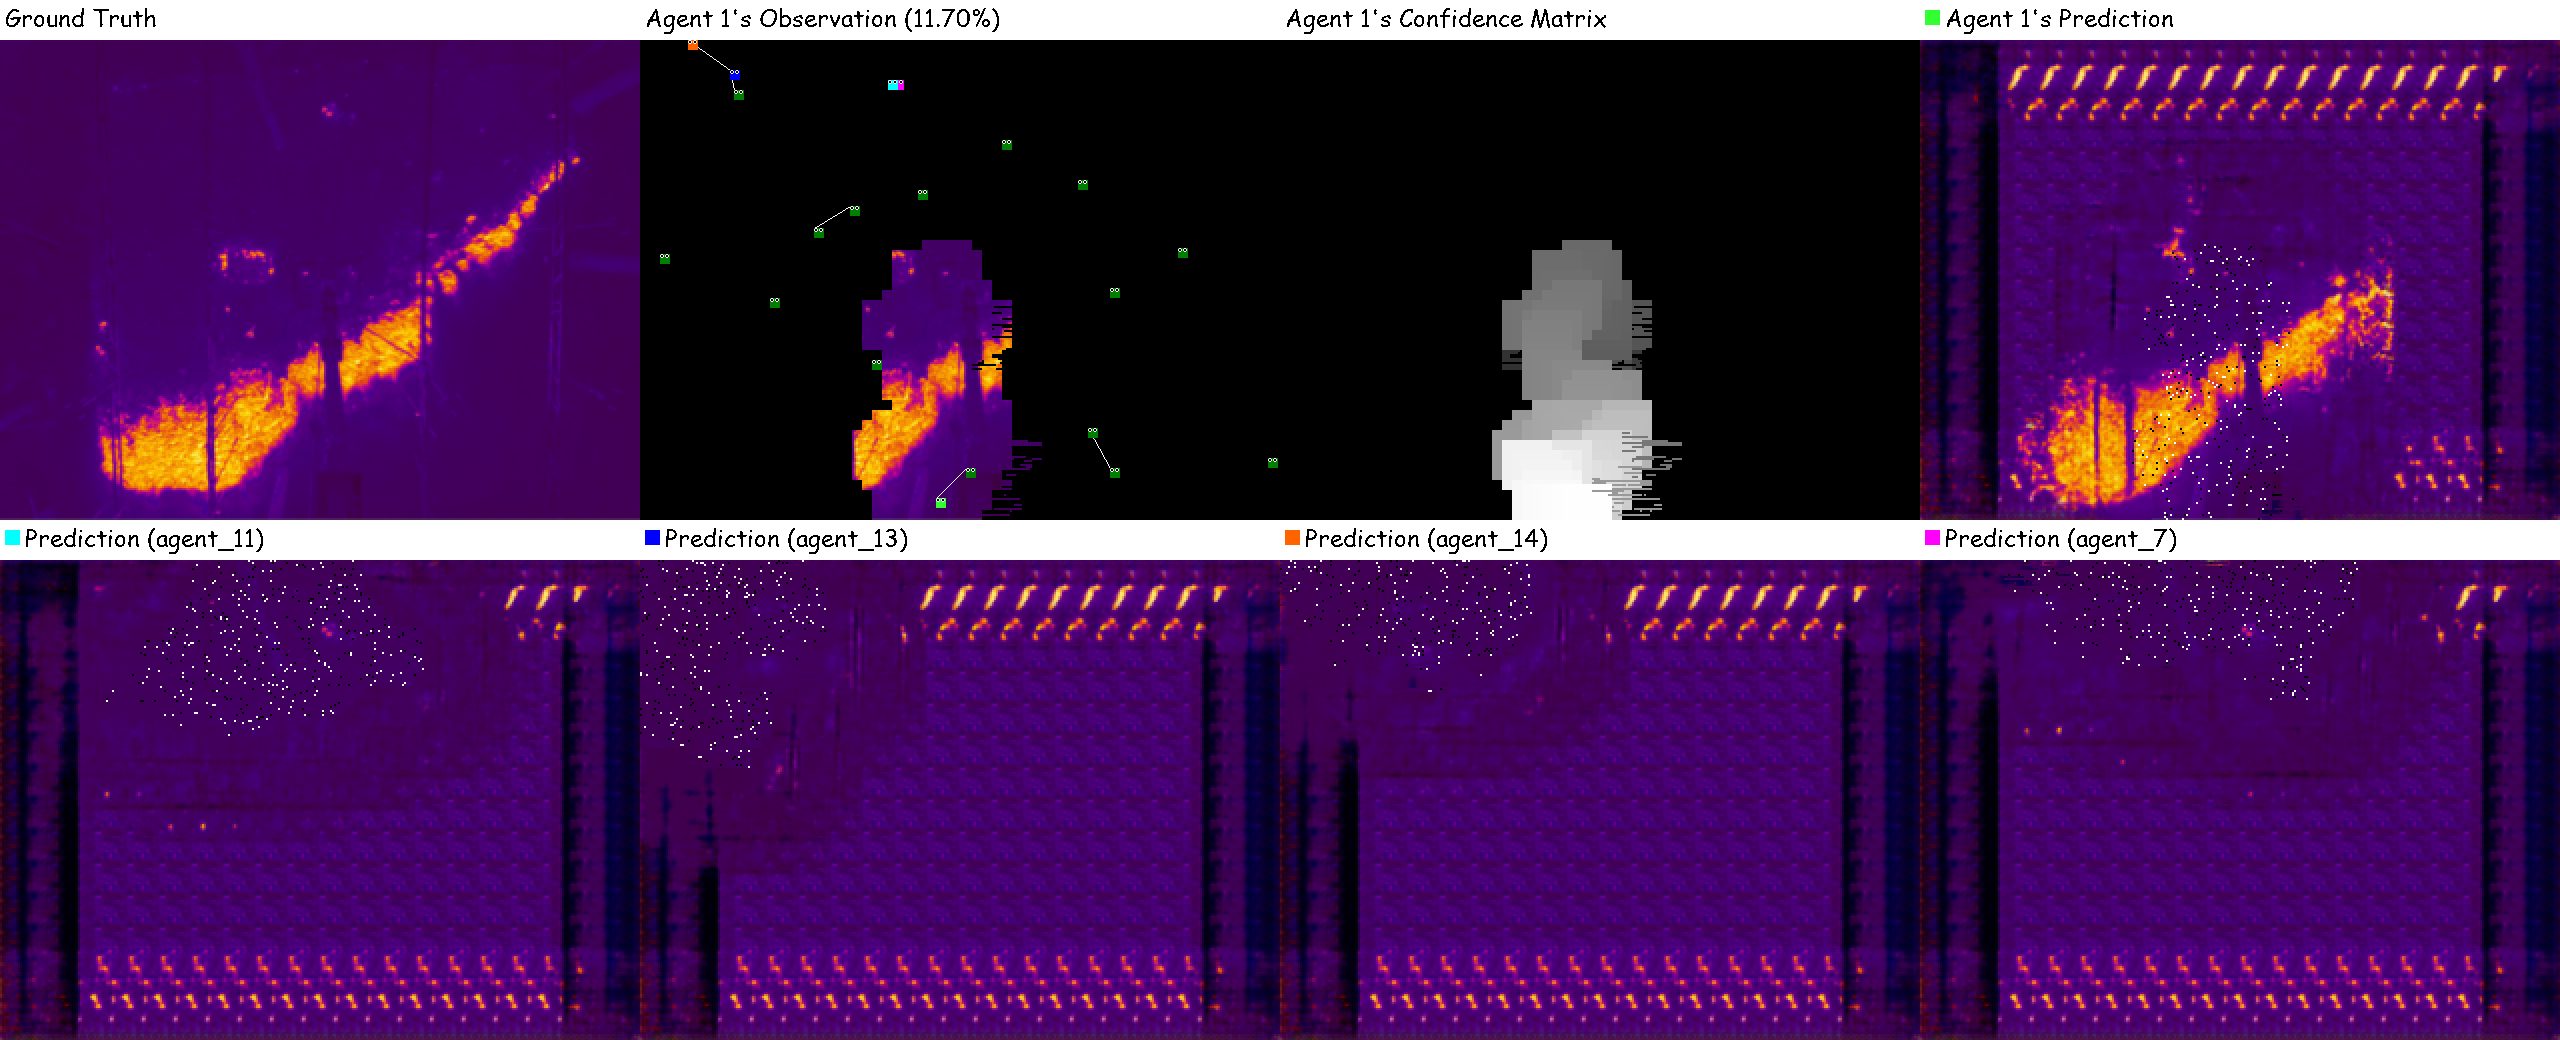 Ground Truth
Agent 1's Observation (11.70%)
Agent 1's Confidence Matrix
Agent 1's Prediction
Prediction (agent_11)
Prediction (agent_13)
Prediction (agent_14)
Prediction (agent_7)